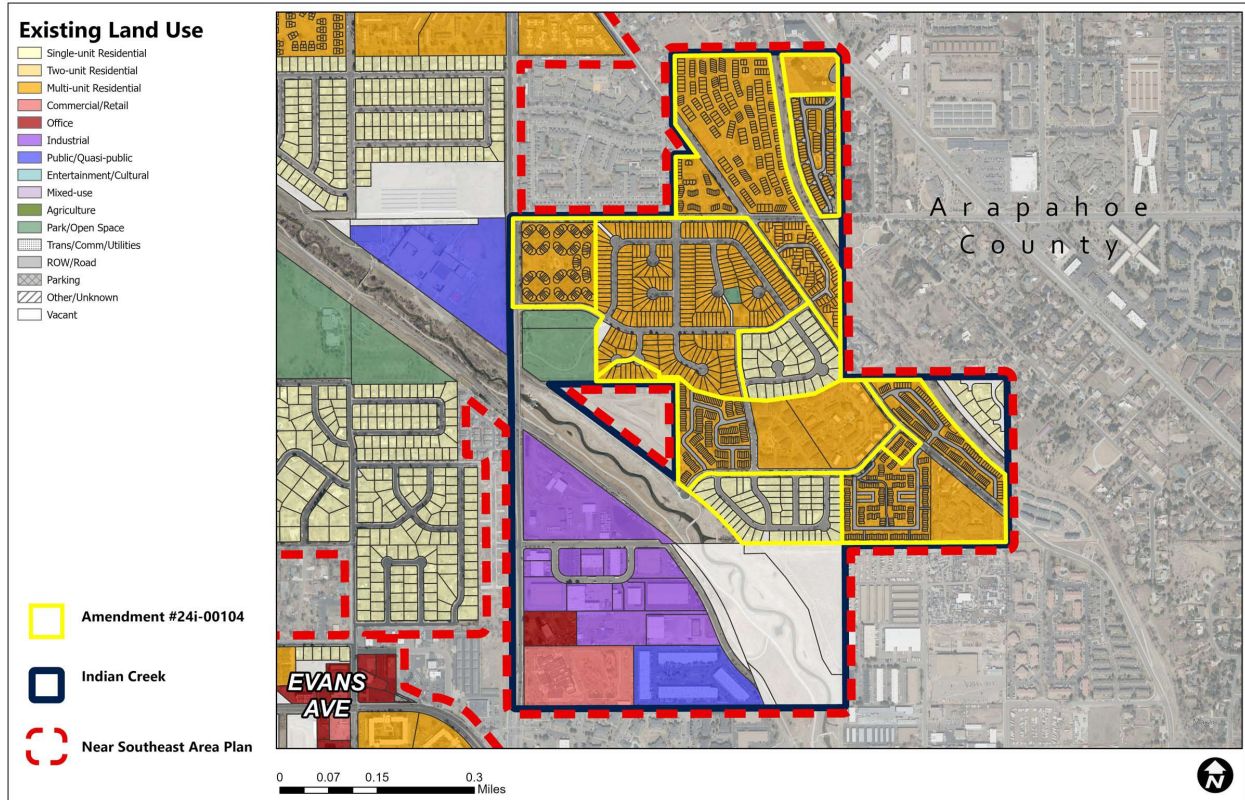 Existing Land Use
Single-unit Residential
Two-unit Residential
Multi-unit Residential
Commercial/Retail
Office
Industrial
Public/Quasi-public
Entertainment/Cultural
Mixed-use
Agriculture
Park/Open Space
Trans/Comm/Utilities
ROW/Road
Parking
Other/Unknown
Vacant
Amendment #24i-00104
Indian Creek
Near Southeast Area Plan
Arapahoe
County
EVANS
AVE
0 0.07 0.15 0.3
Miles
N